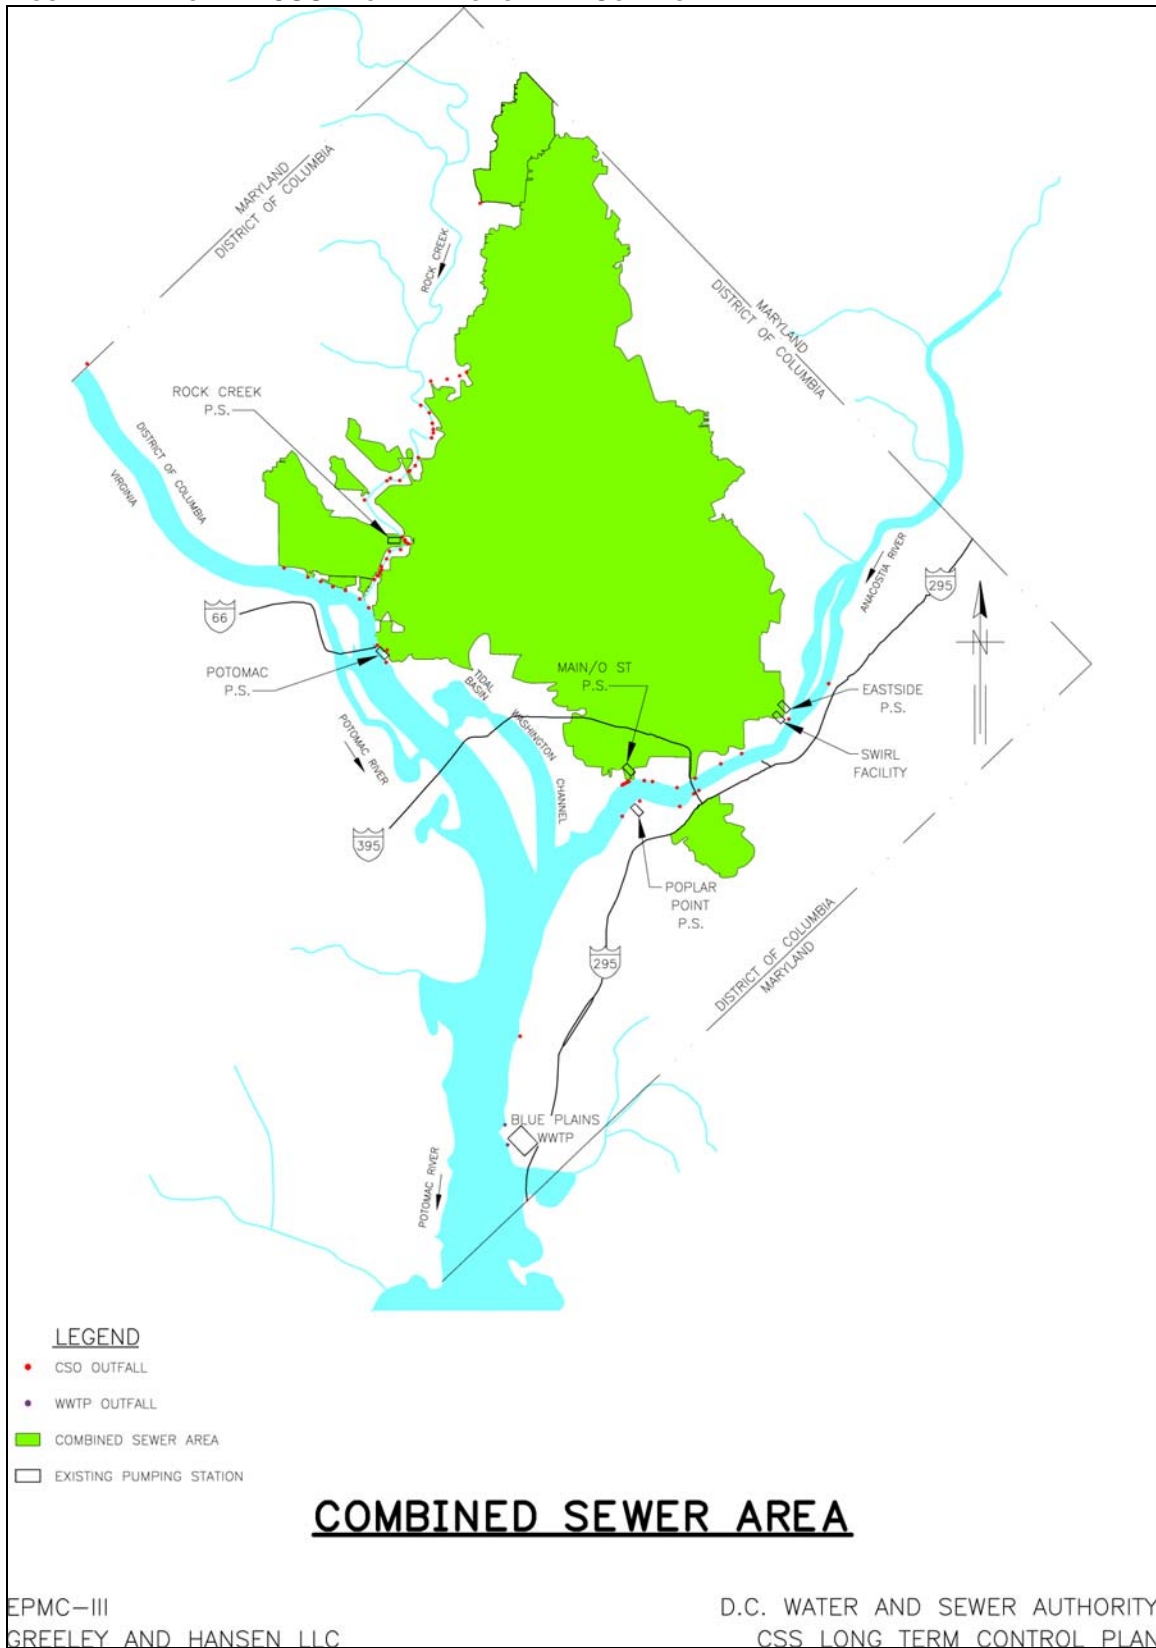 MARYLAND
DISTRICT OF COLUMBIA
ROCK CREEK
MARYLAND
DISTRICT OF COLUMBIA
ROCK CREEK
P.S.
DISTRICT OF COLUMBIA
VIRGINIA
ANACOSTIA RIVER
295
N
66
POTOMAC
P.S.
TIDAL
BASIN
MAIN/O ST
P.S.
EASTSIDE
P.S.
WASHINGTON
CHANNEL
POTOMAC RIVER
SWIRL
FACILITY
395
POPLAR
POINT
P.S.
295
DISTRICT OF COLUMBIA
MARYLAND
BLUE PLAINS
WWTP
POTOMAC RIVER
LEGEND
CSO OUTFALL
WWTP OUTFALL
COMBINED SEWER AREA
EXISTING PUMPING STATION
COMBINED SEWER AREA
EPMC-III
GREELEY AND HANSEN LLC
D.C. WATER AND SEWER AUTHORITY
CSS LONG TERM CONTROL PLAN